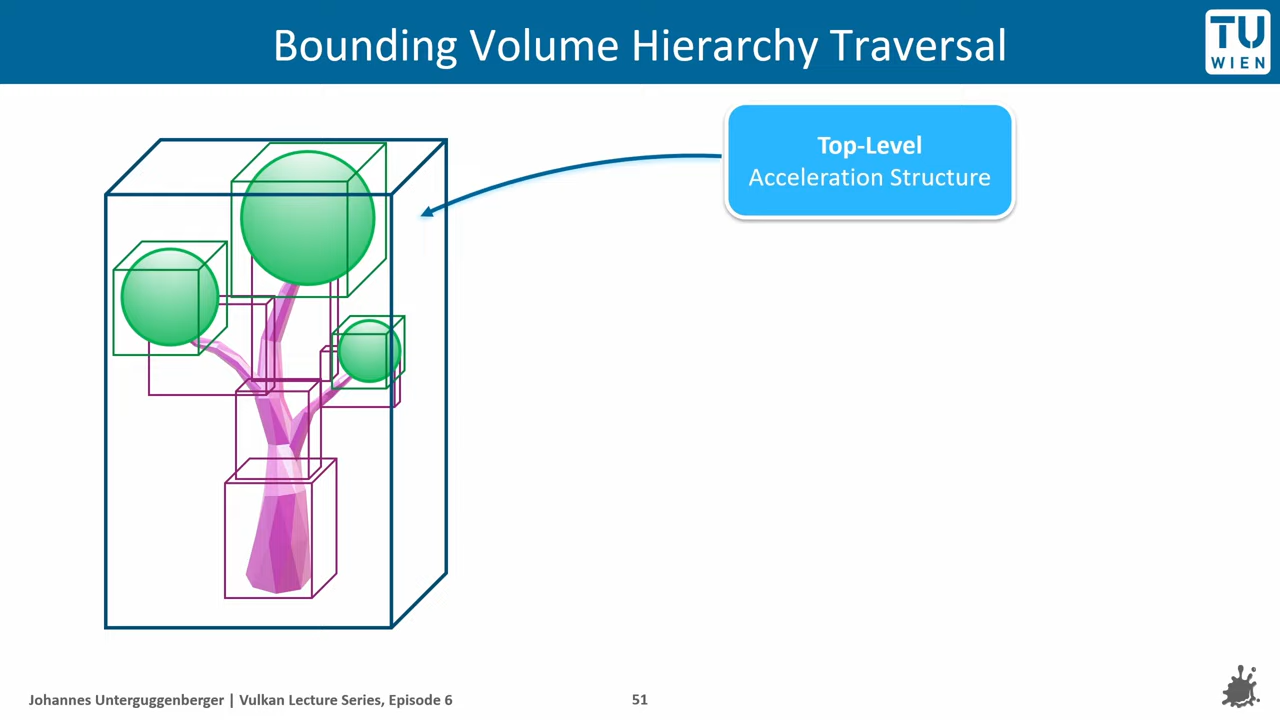 Bounding Volume Hierarchy Traversal
TU
WIEN
Top-Level
Acceleration Structure
Johannes Unterguggenberger | Vulkan Lecture Series, Episode 6
51